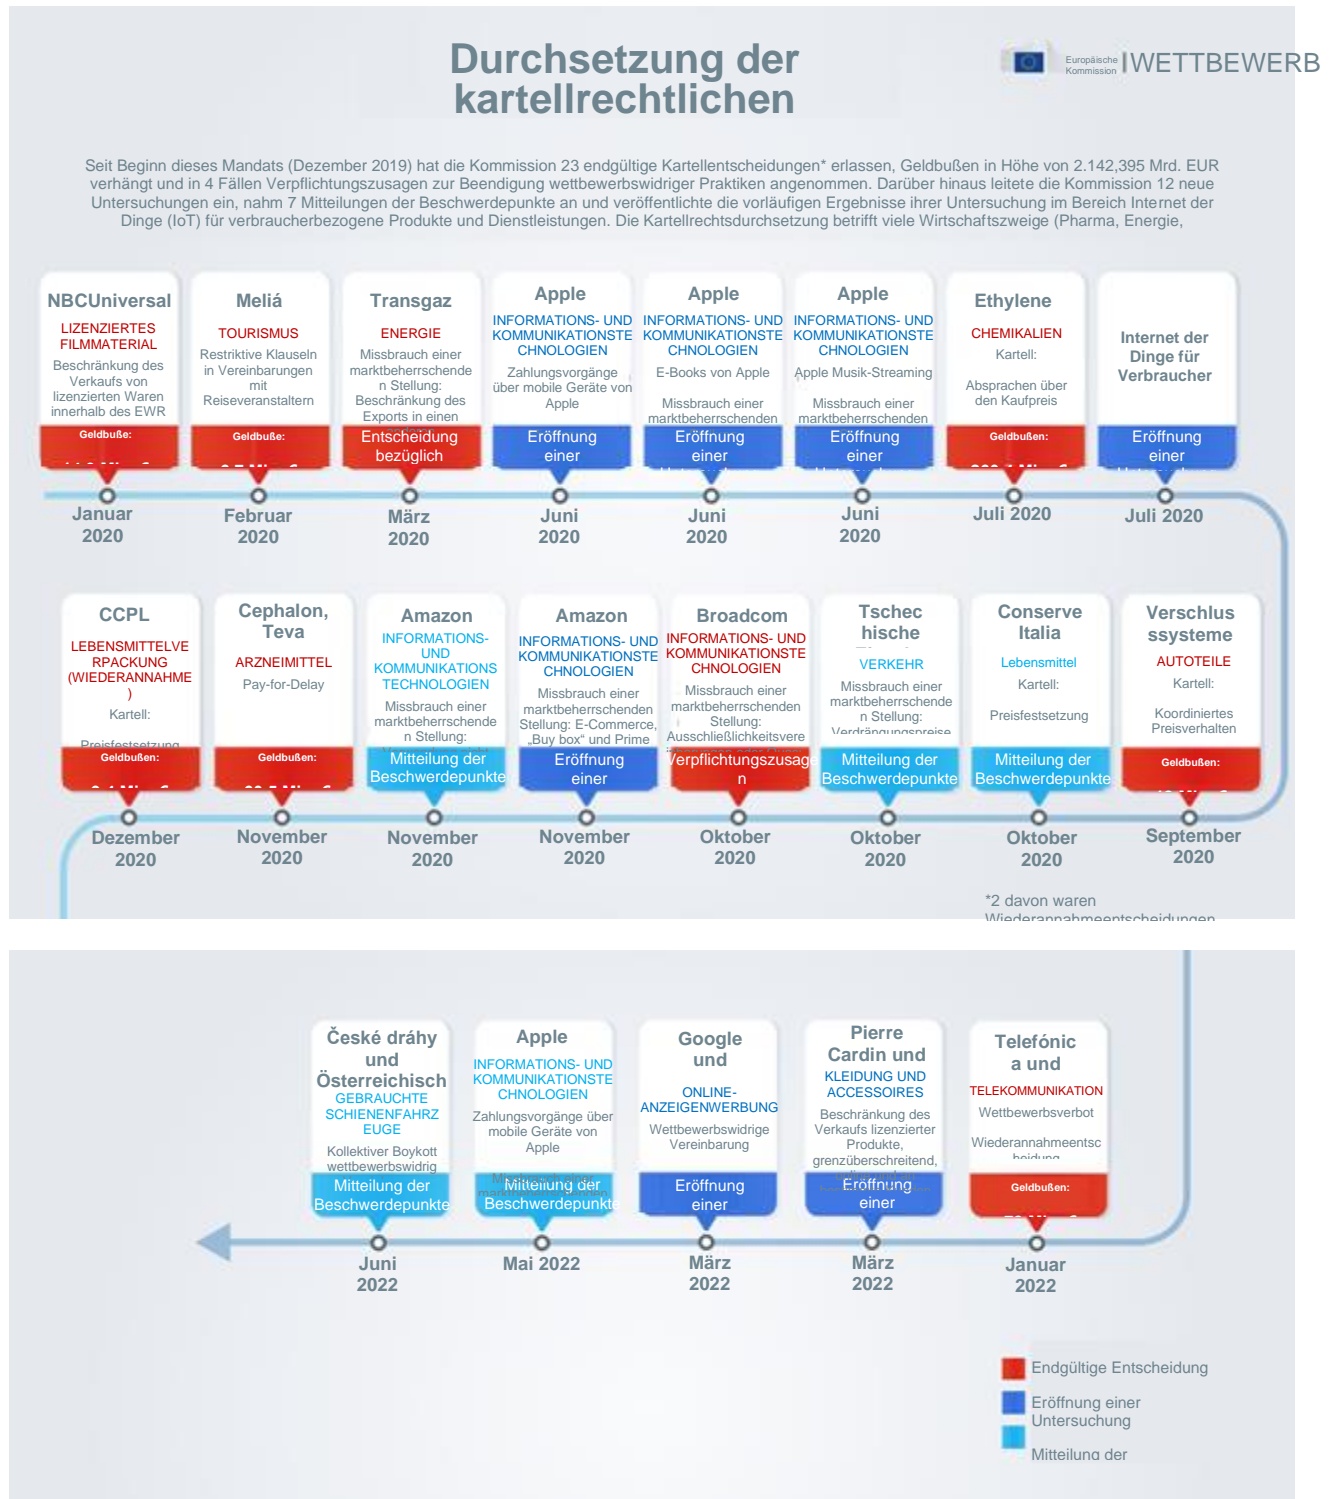 Durchsetzung der
kartellrechtlichen
Europäische
Kommission
WETTBEWERB
Seit Beginn dieses Mandats (Dezember 2019) hat die Kommission 23 endgültige Kartellentscheidungen* erlassen, Geldbußen in Höhe von 2.142,395 Mrd. EUR
verhängt und in 4 Fällen Verpflichtungszusagen zur Beendigung wettbewerbswidriger Praktiken angenommen. Darüber hinaus leitete die Kommission 12 neue
Untersuchungen ein, nahm 7 Mitteilungen der Beschwerdepunkte an und veröffentlichte die vorläufigen Ergebnisse ihrer Untersuchung im Bereich Internet der
Dinge (IoT) für verbraucherbezogene Produkte und Dienstleistungen. Die Kartellrechtsdurchsetzung betrifft viele Wirtschaftszweige (Pharma, Energie,
NBCUniversal
LIZENZIERTES
FILMMATERIAL
Beschränkung des
Verkaufs von
lizenzierten Waren
innerhalb des EWR
Geldbuße:
Januar
2020
Meliá
TOURISMUS
Restriktive Klauseln
in Vereinbarungen
mit
Reiseveranstaltern
Geldbuße:
Februar
2020
Transgaz
ENERGIE
Missbrauch einer
marktbeherrschende
n Stellung:
Beschränkung des
Exports in einen
Entscheidung
bezüglich
März
2020
Apple
INFORMATIONS- UND
KOMMUNIKATIONSTE
CHNOLOGIEN
Zahlungsvorgänge
über mobile Geräte von
Apple
Eröffnung
einer
Juni
2020
Apple
INFORMATIONS- UND
KOMMUNIKATIONSTE
CHNOLOGIEN
E-Books von Apple
Missbrauch einer
marktbeherrschenden
Eröffnung
einer
Juni
2020
Apple
INFORMATIONS- UND
KOMMUNIKATIONSTE
CHNOLOGIEN
Apple Musik-Streaming
Missbrauch einer
marktbeherrschenden
Eröffnung
einer
Juni
2020
Ethylene
CHEMIKALIEN
Kartell:
Absprachen über
den Kaufpreis
Geldbußen:
Juli 2020
Internet der
Dinge für
Verbraucher
Eröffnung
einer
Juli 2020
CCPL
LEBENSMITTELVE
RPACKUNG
(WIEDERANNAHME
)
Kartell:
Preisfestsetzung
Geldbußen:
Dezember
2020
Cephalon,
Teva
ARZNEIMITTEL
Pay-for-Delay
Geldbußen:
November
2020
Amazon
INFORMATIONS-
UND
KOMMUNIKATIONS
TECHNOLOGIEN
Missbrauch einer
marktbeherrschende
n Stellung:
Mitteilung der
Beschwerdepunkte
November
2020
Amazon
INFORMATIONS- UND
KOMMUNIKATIONSTE
CHNOLOGIEN
Missbrauch einer
marktbeherrschenden
Stellung: E-Commerce,
„Buy box“ und Prime
Eröffnung
einer
November
2020
Broadcom
INFORMATIONS- UND
KOMMUNIKATIONSTE
CHNOLOGIEN
Missbrauch einer
marktbeherrschenden
Stellung:
Ausschließlichkeitsvere
Verpflichtungszusage
n
Oktober
2020
Tschec
hische
VERKEHR
Missbrauch einer
marktbeherrschende
n Stellung:
Verdrängungspreise
Mitteilung der
Beschwerdepunkte
Oktober
2020
Conserve
Italia
Lebensmittel
Kartell:
Preisfestsetzung
Mitteilung der
Beschwerdepunkte
Oktober
2020
Verschlus
ssysteme
AUTOTEILE
Kartell:
Koordiniertes
Preisverhalten
Geldbußen:
September
2020
*2 davon waren
Wiederannahmeentscheidungen
České dráhy
und
Österreichisch
GEBRAUCHTE
SCHIENENFAHRZ
EUGE
Kollektiver Boykott
wettbewerbswidrig
Mitteilung der
Beschwerdepunkte
Juni
2022
Apple
INFORMATIONS- UND
KOMMUNIKATIONSTE
CHNOLOGIEN
Zahlungsvorgänge über
mobile Geräte von
Apple
Missbrauch einer
marktbeherrschenden
Mitteilung der
Beschwerdepunkte
Mai 2022
Google
und
ONLINE-
ANZEIGENWERBUNG
Wettbewerbswidrige
Vereinbarung
Eröffnung
einer
März
2022
Pierre
Cardin und
KLEIDUNG UND
ACCESSOIRES
Beschränkung des
Verkaufs lizenzierter
Produkte,
grenzüberschreitend,
Eröffnung
einer
März
2022
Telefónic
a und
TELEKOMMUNIKATION
Wettbewerbsverbot
Wiederannahmeentsc
heidung
Geldbußen:
Januar
2022
Endgültige Entscheidung
Eröffnung einer
Untersuchung
Mitteilung der